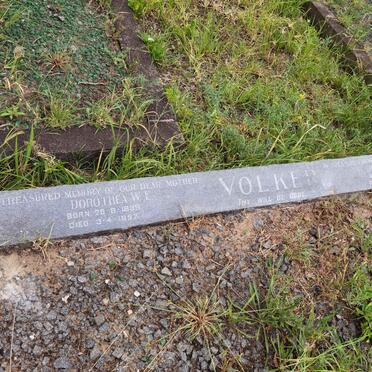 TREASURED MEMORY OF OUR DEAR MOTHER
DOROTHEA W. E.
VOLKER
BORN 28 8 1895
DIED 3·4·1957
THY WILL BE DONE